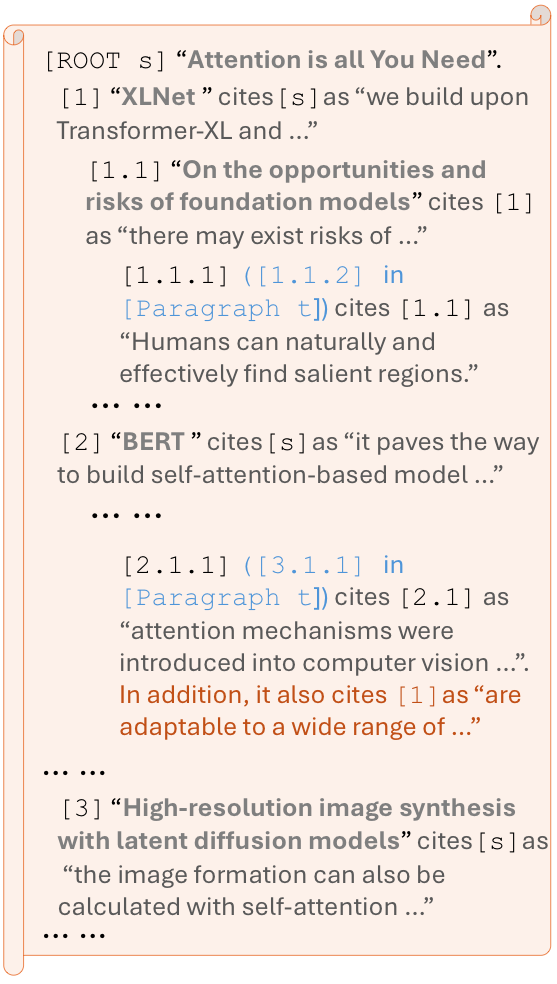 [ROOT s] “Attention is all You Need”.
[1] “XLNet ” cites [s] as “we build upon
Transformer-XL and ...”
[1.1] “On the opportunities and
risks of foundation models” cites [1]
as “there may exist risks of ...”
[1.1.1] ([1.1.2] in
[Paragraph t]) cites [1.1] as
“Humans can naturally and
effectively find salient regions.”
... ...
[2] “BERT ” cites [s] as “it paves the way
to build self-attention-based model ...”
... ...
[2.1.1] ([3.1.1] in
[Paragraph t]) cites [2.1] as
“attention mechanisms were
introduced into computer vision ...”.
In addition, it also cites [1] as “are
adaptable to a wide range of ...”
... ...
[3] “High-resolution image synthesis
with latent diffusion models” cites [s] as
“the image formation can also be
calculated with self-attention ...”
... ...